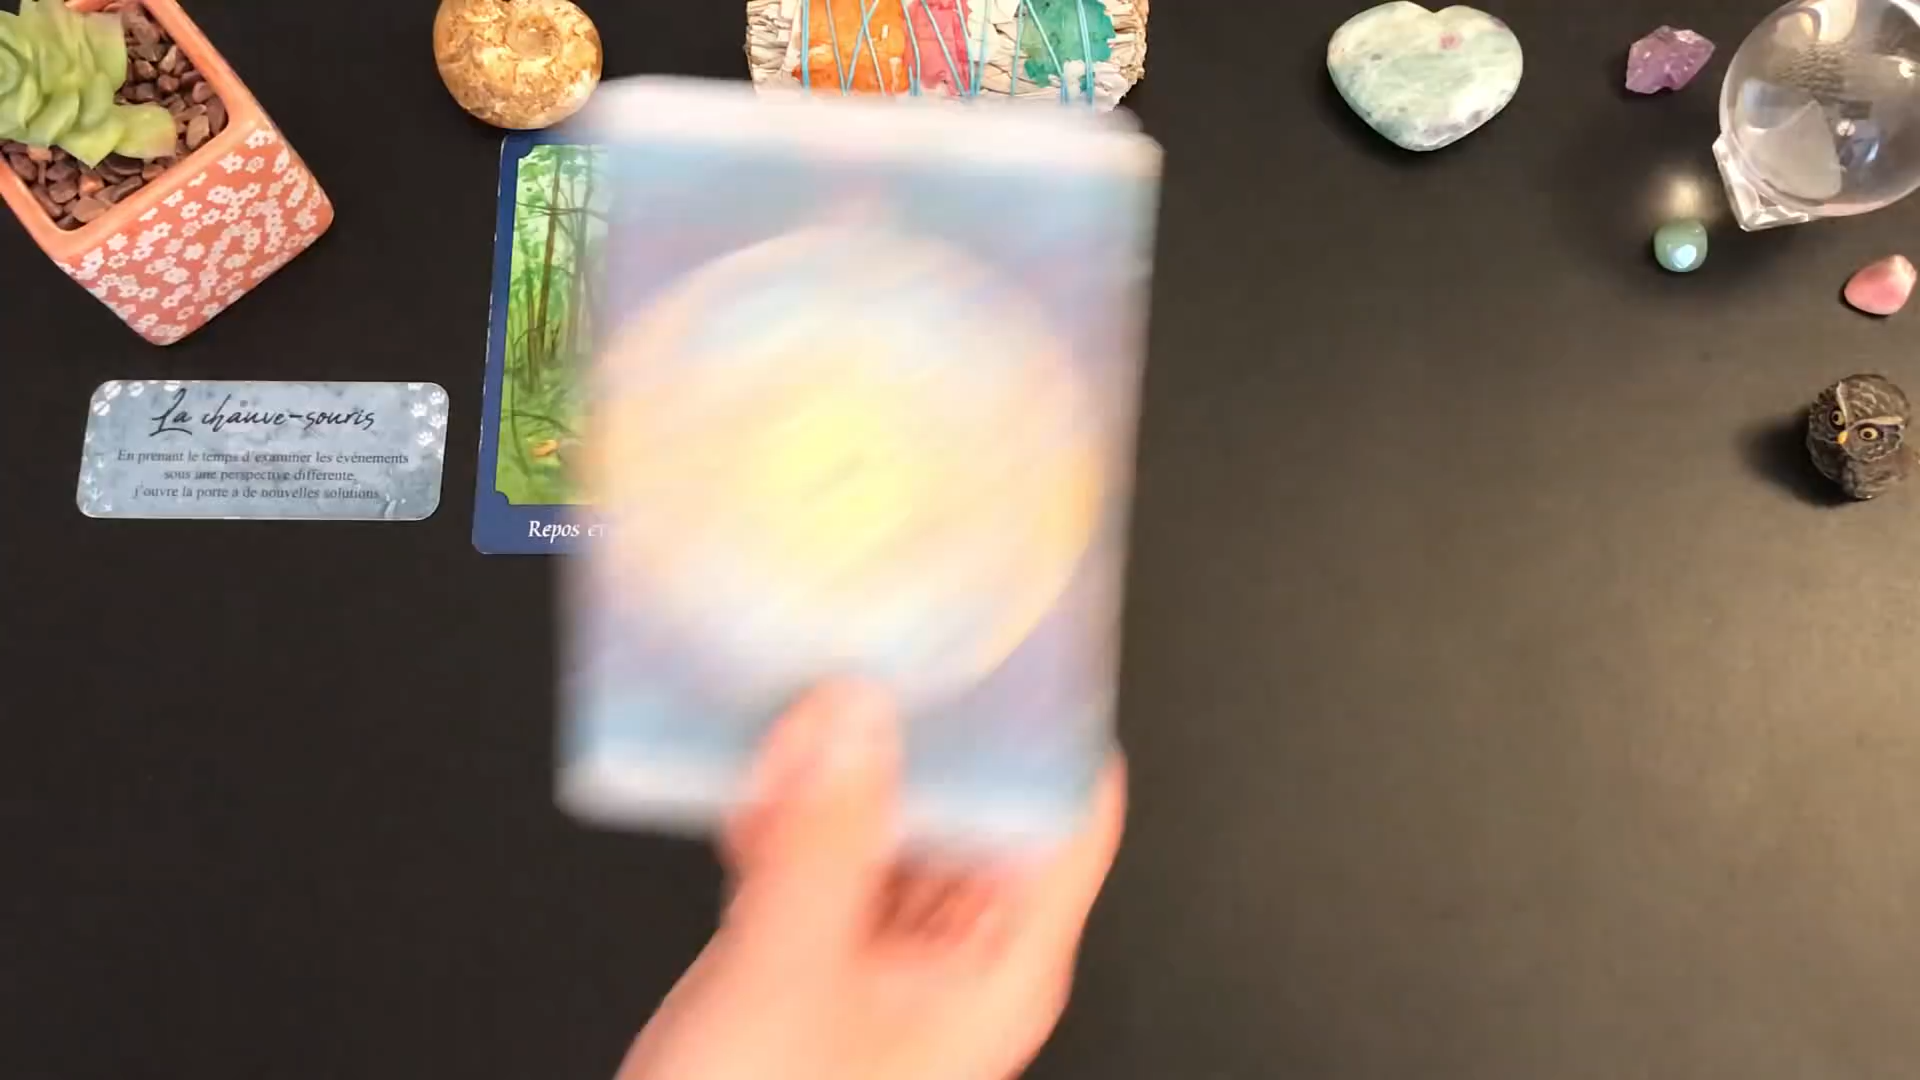 La chauve-souris
En prenant le temps d'examiner les événements
sous une perspective différente,
j'ouvre la porte à de nouvelles solutions
Repos et